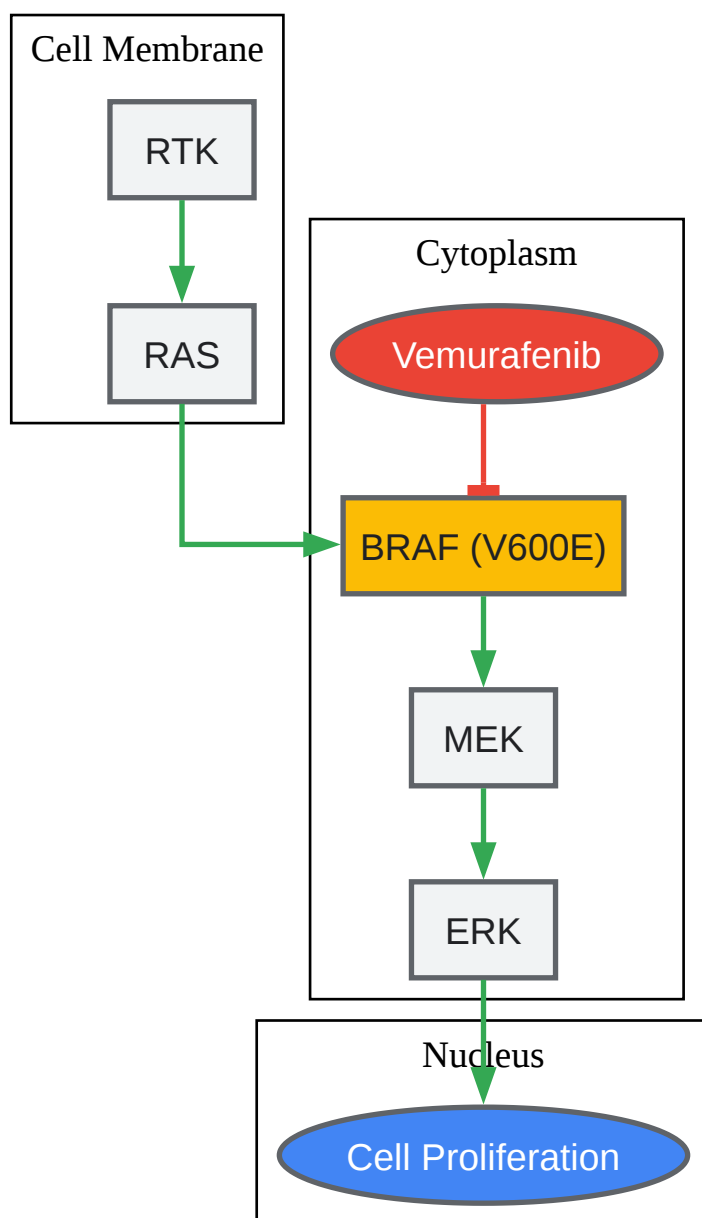 Cell Membrane
RTK
RAS
Cytoplasm
Vemurafenib
BRAF (V600E)
MEK
ERK
Nucleus
Cell Proliferation